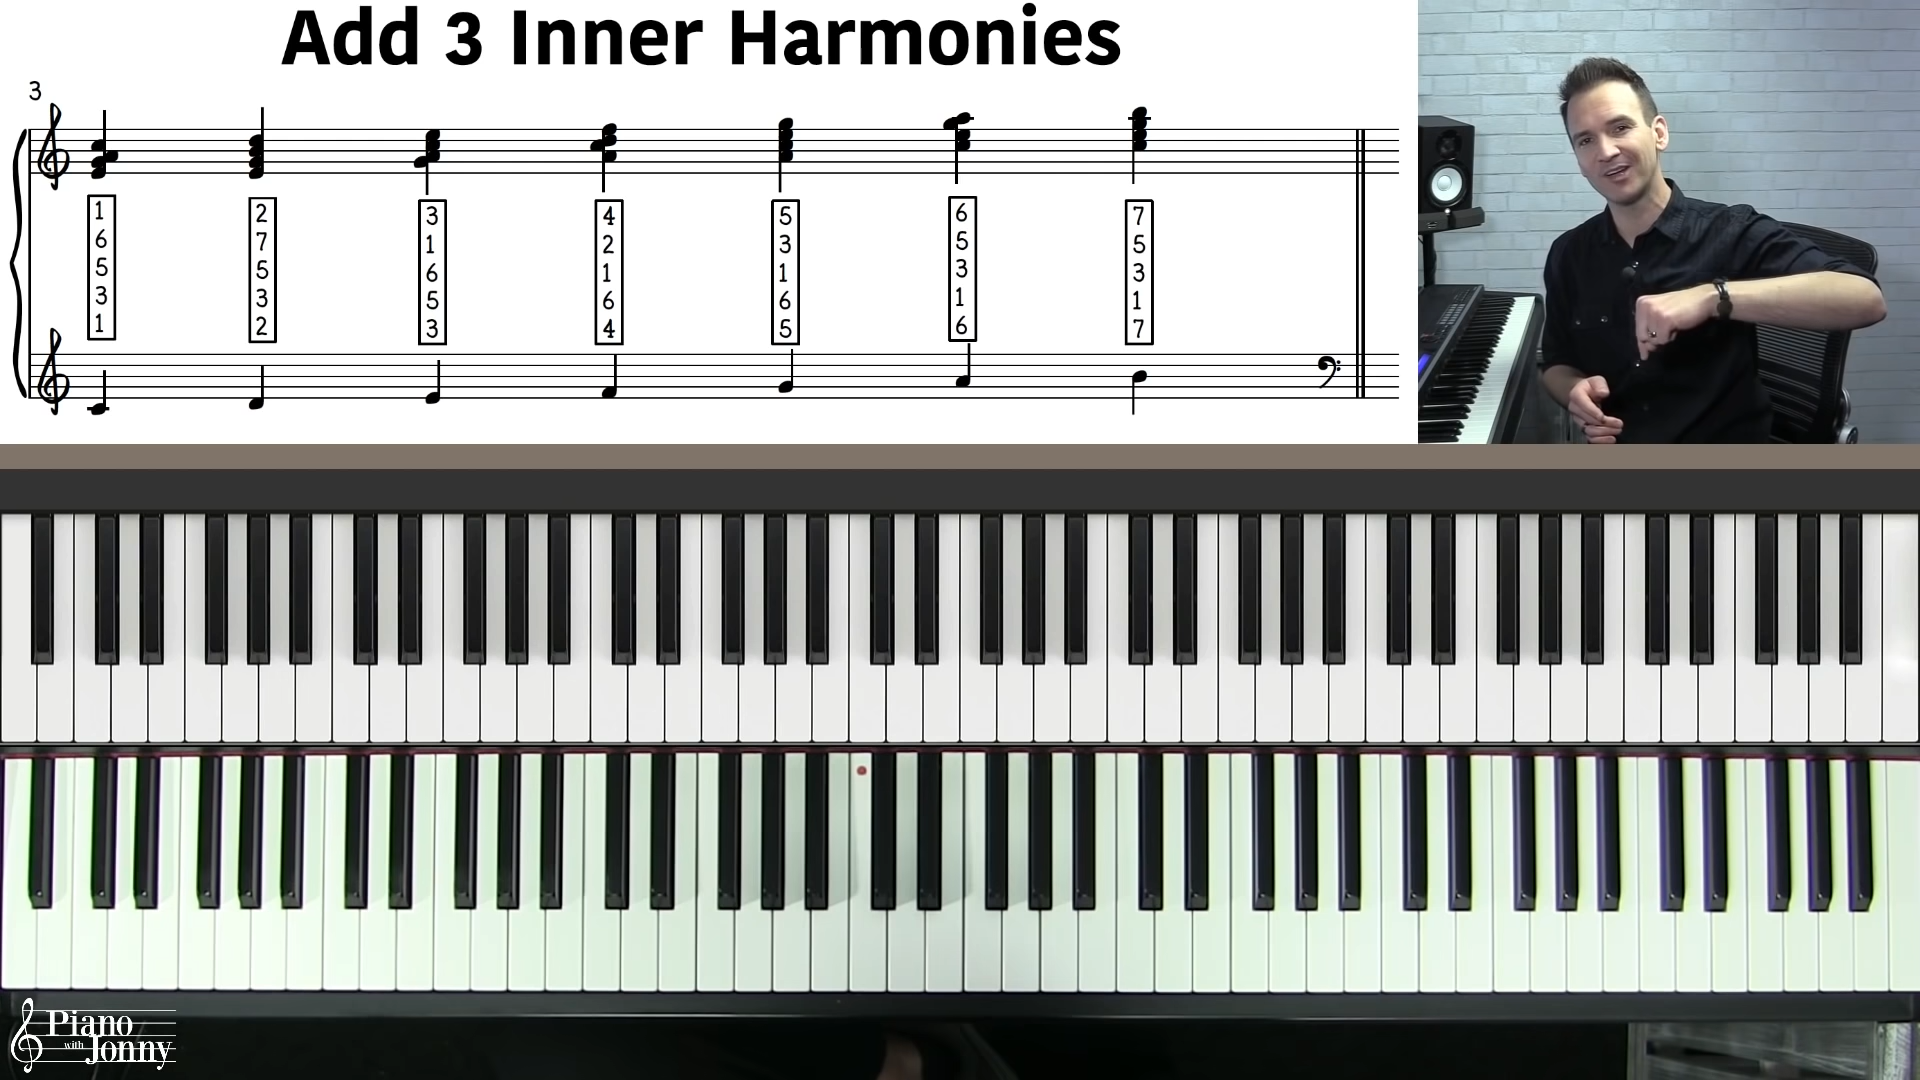 Add 3 Inner Harmonies
3
1 2 3 4 5 6 7
6 7 1 2 3 5 5
5 5 6 1 1 3 3
3 3 5 6 6 1 1
1 2 3 4 5 6 7
Piano
with Jonny